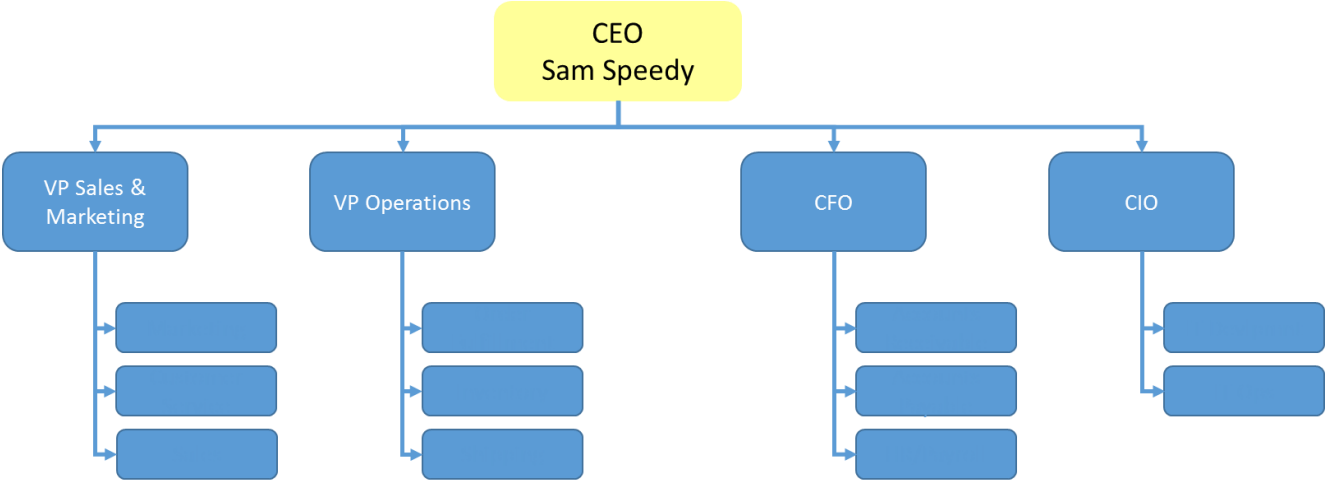 CEO
Sam Speedy
VP Sales &
Marketing
VP Operations
CFO
CIO